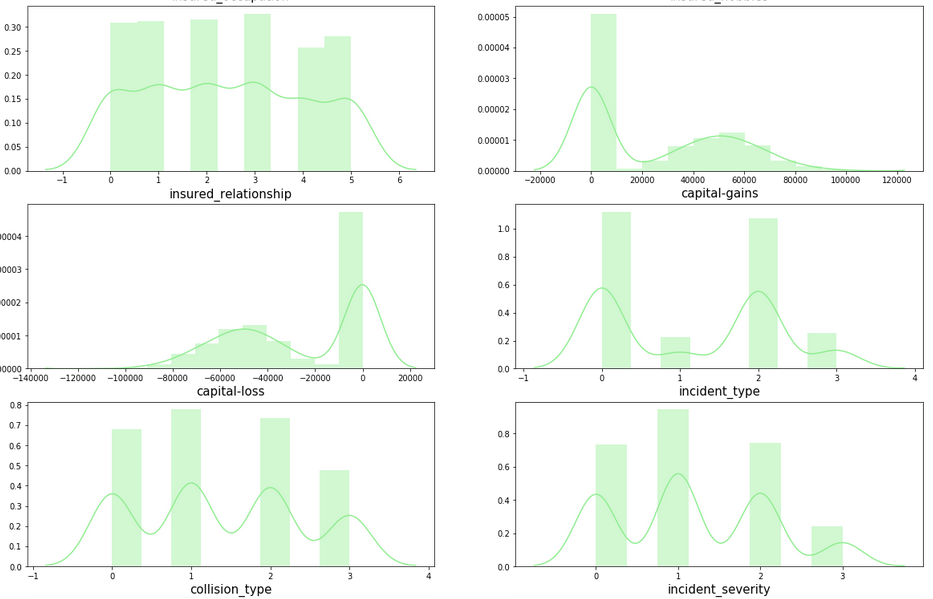 0.30
0.25
0.20
0.15
0.10
0.05
0.00
−1 0 1 2 3 4 5 6
insured_relationship
0.00005
0.00004
0.00003
0.00002
0.00001
0.00000
−20000 0 20000 40000 60000 80000 100000 120000
capital-gains
−140000 −120000 −100000 −80000 −60000 −40000 −20000 0 20000
capital-loss
1.0
0.8
0.6
0.4
0.2
0.0
−1 0 1 2 3 4
incident_type
0.8
0.7
0.6
0.5
0.4
0.3
0.2
0.1
0.0
−1 0 1 2 3 4
collision_type
0.8
0.6
0.4
0.2
0.0
0 1 2 3
incident_severity